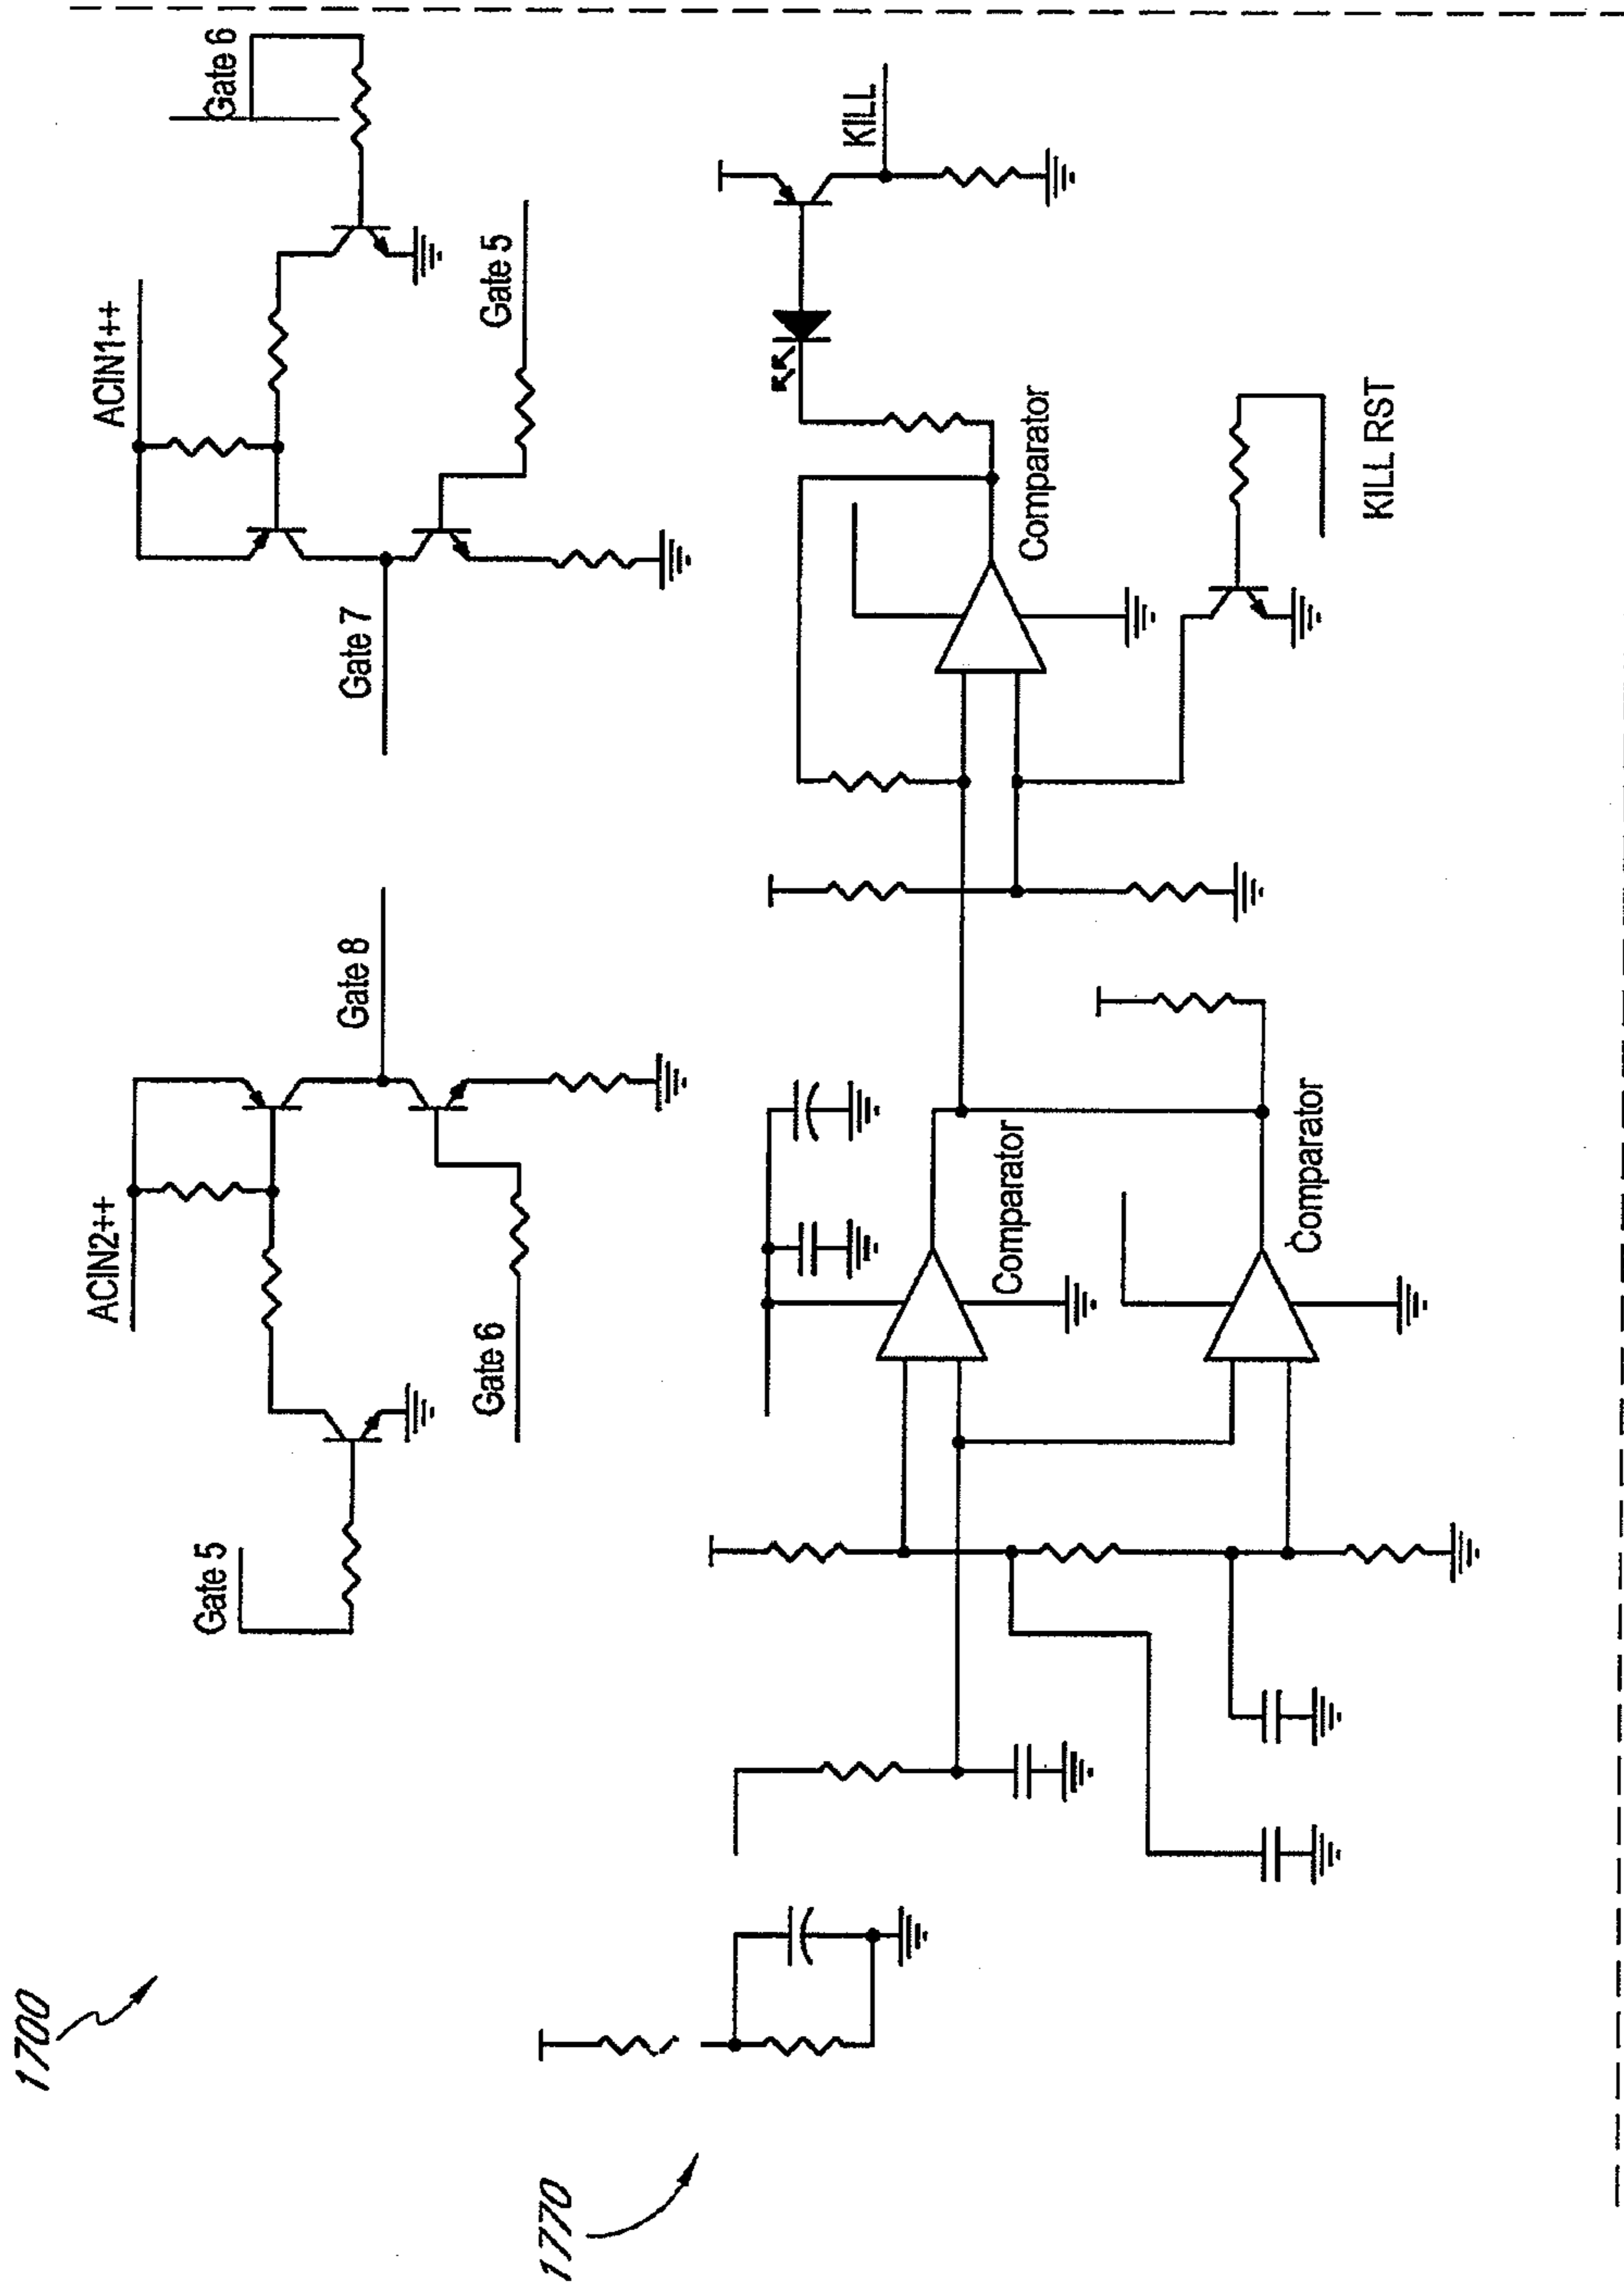 1700
Gate 5
ACIN2++
Gate 6
Gate 8
Gate 7
ACIN1++
Gate 5
Gate 6
1770
Comparator
Comparator
Comparator
KILL
KILL RST